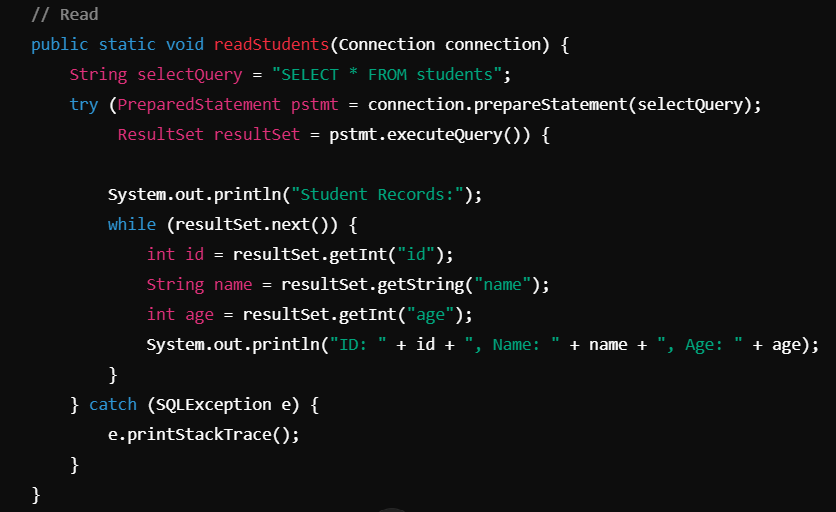 // Read
public static void readStudents(Connection connection) {
    String selectQuery = "SELECT * FROM students";
    try (PreparedStatement pstmt = connection.prepareStatement(selectQuery);
         ResultSet resultSet = pstmt.executeQuery()) {

        System.out.println("Student Records:");
        while (resultSet.next()) {
            int id = resultSet.getInt("id");
            String name = resultSet.getString("name");
            int age = resultSet.getInt("age");
            System.out.println("ID: " + id + ", Name: " + name + ", Age: " + age);
        }
    } catch (SQLException e) {
        e.printStackTrace();
    }
}